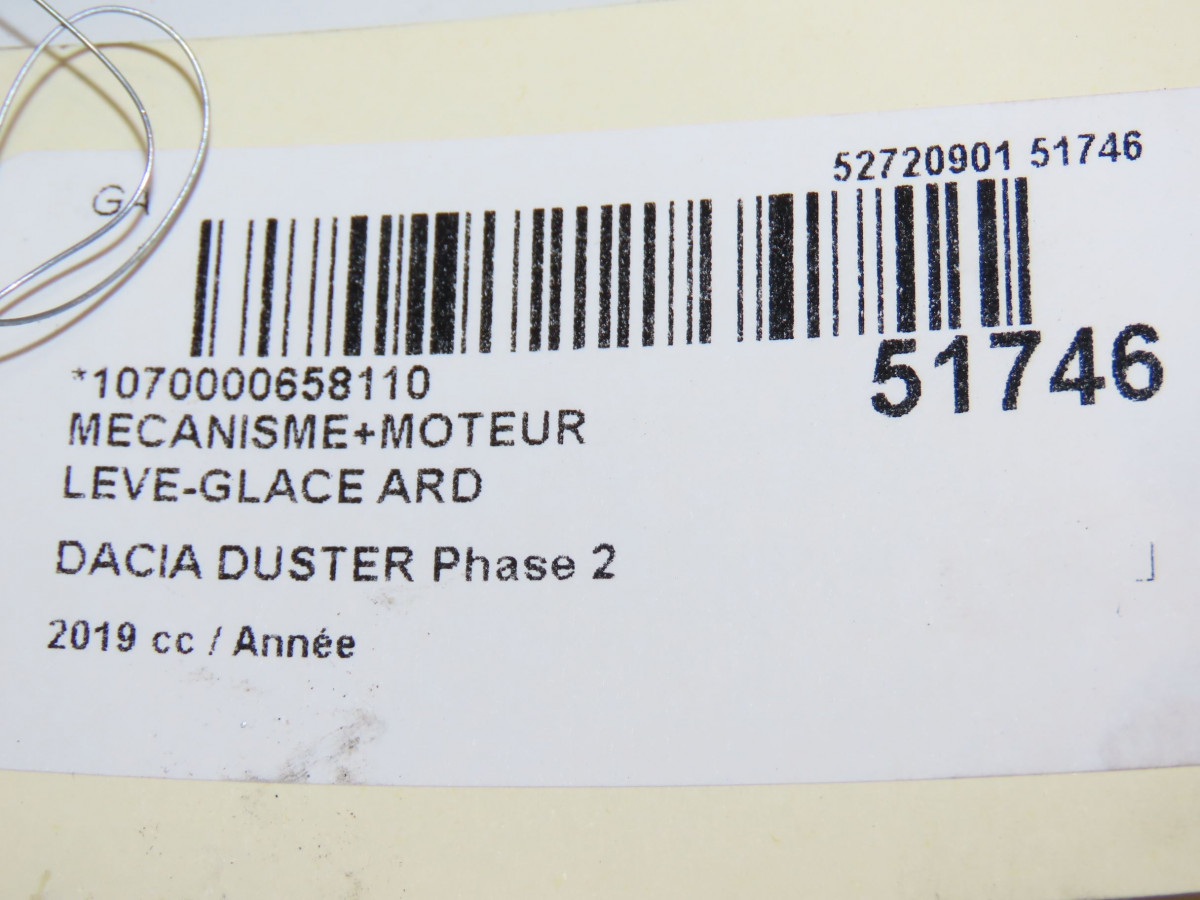 52720901 51746
GA
51746
*1070000658110
MECANISME+MOTEUR
LEVE-GLACE ARD
DACIA DUSTER Phase 2
2019 cc / Année